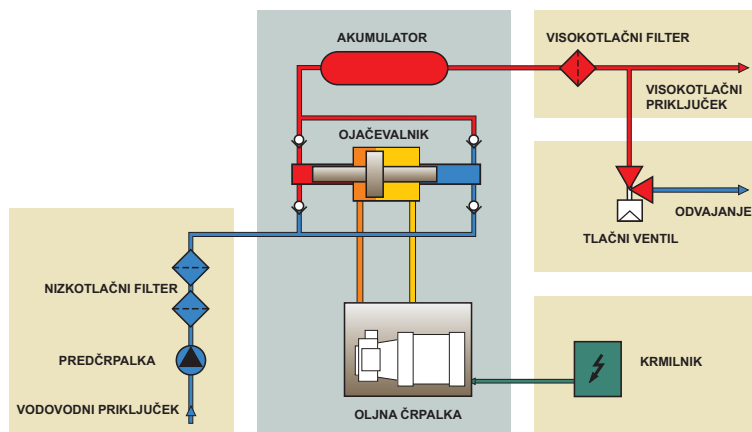 AKUMULATOR
VISOKOTLAČNI FILTER
VISOKOTLAČNI
PRIKLJUČEK
OJAČEVALNIK
ODVAJANJE
TLAČNI VENTIL
NIZKOTLAČNI FILTER
PREDČRPALKA
KRMILNIK
VODOVODNI PRIKLJUČEK
OLJNA ČRPALKA